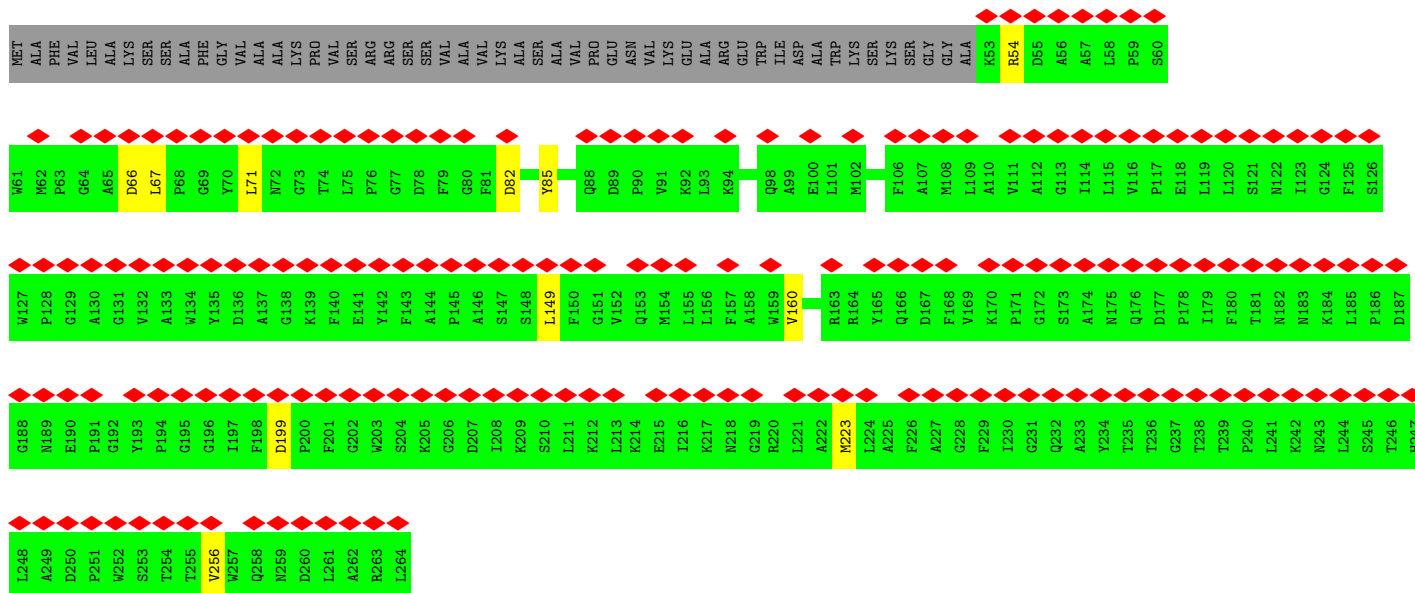 MET ALA PHE VAL LEU ALA LYS SER SER ALA PHE GLY VAL ALA ALA LYS PRO VAL SER ARG ARG SER SER VAL ALA VAL LYS ALA SER ALA VAL PRO GLU ASN VAL LYS GLU ALA ARG GLU TRP ILE ASP ALA TRP LYS SER LYS SER GLY GLY ALA K53 R54 D55 A56 A57 L58 P59 S60
W61 M62 P63 G64 A65 D66 L67 P68 G69 Y70 L71 N72 G73 T74 L75 P76 G77 D78 F79 G80 F81 D82 Y85 Q88 D89 P90 V91 K92 L93 K94 Q98 A99 E100 L101 M102 F106 A107 M108 L109 A110 V111 A112 G113 I114 L115 V116 P117 E118 L119 L120 S121 N122 I123 G124 F125 S126
W127 P128 G129 A130 G131 V132 A133 W134 Y135 D136 A137 G138 K139 F140 E141 Y142 F143 A144 P145 A146 S147 S148 L149 F150 G151 V152 Q153 M154 L155 L156 F157 A158 W159 V160 R163 R164 Y165 Q166 D167 F168 V169 K170 P171 G172 S173 A174 N175 Q176 D177 P178 I179 F180 T181 N182 N183 K184 L185 P186 D187
G188 N189 E190 P191 G192 Y193 P194 G195 G196 I197 F198 D199 P200 F201 G202 W203 S204 K205 G206 D207 I208 K209 S210 L211 K212 L213 K214 E215 I216 K217 N218 G219 R220 L221 A222 M223 L224 A225 F226 A227 G228 F229 I230 G231 Q232 A233 Y234 T235 T236 G237 T238 T239 P240 L241 K242 N243 L244 S245 T246
L248 A249 D250 P251 W252 S253 T254 T255 V256 W257 Q258 N259 D260 L261 A262 R263 L264